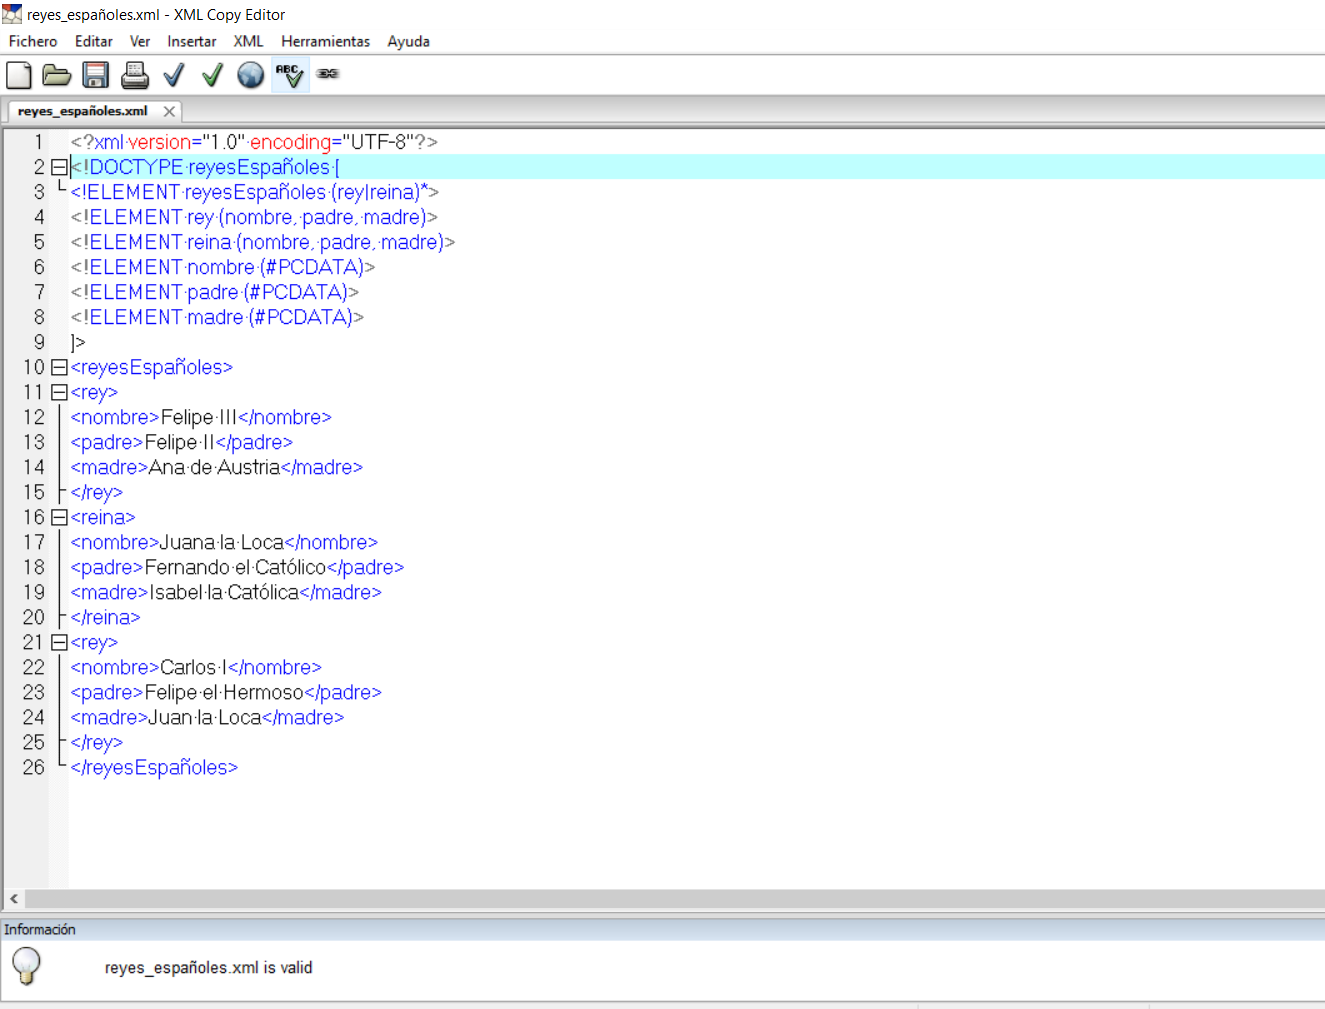 reyes_españoles.xml - XML Copy Editor
Fichero Editar Ver Insertar XML Herramientas Ayuda
ABC
reyes_españoles.xml
1 <?xml·version="1.0"·encoding="UTF-8"?>
2 <!DOCTYPE·reyesEspañoles·[
3 <!ELEMENT·reyesEspañoles·(rey|reina)*>
4 <!ELEMENT·rey·(nombre,·padre,·madre)>
5 <!ELEMENT·reina·(nombre,·padre,·madre)>
6 <!ELEMENT·nombre·(#PCDATA)>
7 <!ELEMENT·padre·(#PCDATA)>
8 <!ELEMENT·madre·(#PCDATA)>
9 ]>
10 <reyesEspañoles>
11 <rey>
12 <nombre>Felipe·III</nombre>
13 <padre>Felipe·II</padre>
14 <madre>Ana·de·Austria</madre>
15 </rey>
16 <reina>
17 <nombre>Juana·la·Loca</nombre>
18 <padre>Fernando·el·Católico</padre>
19 <madre>Isabel·la·Católica</madre>
20 </reina>
21 <rey>
22 <nombre>Carlos·I</nombre>
23 <padre>Felipe·el·Hermoso</padre>
24 <madre>Juan·la·Loca</madre>
25 </rey>
26 </reyesEspañoles>
Información
reyes_españoles.xml is valid